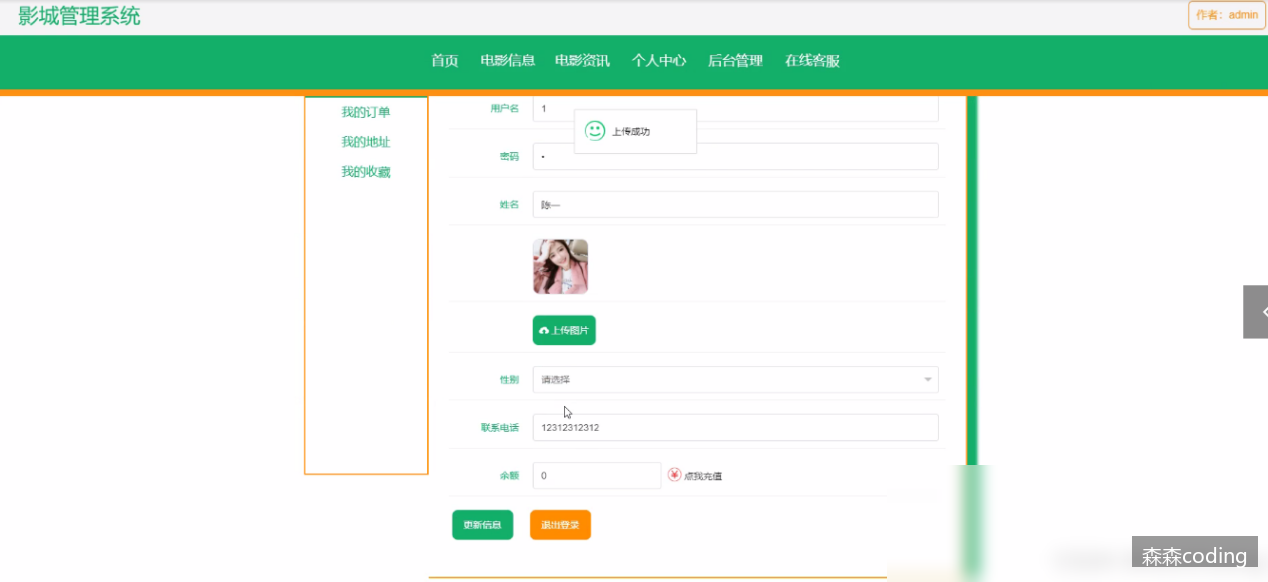 影城管理系统
作者：admin
首页 电影信息 电影资讯 个人中心 后台管理 在线客服
我的订单
我的地址
我的收藏
用户名 1
上传成功
密码
姓名 陈一
上传图片
性别 请选择
联系电话 12312312312
余额 0 点我充值
更新信息 退出登录
森森coding